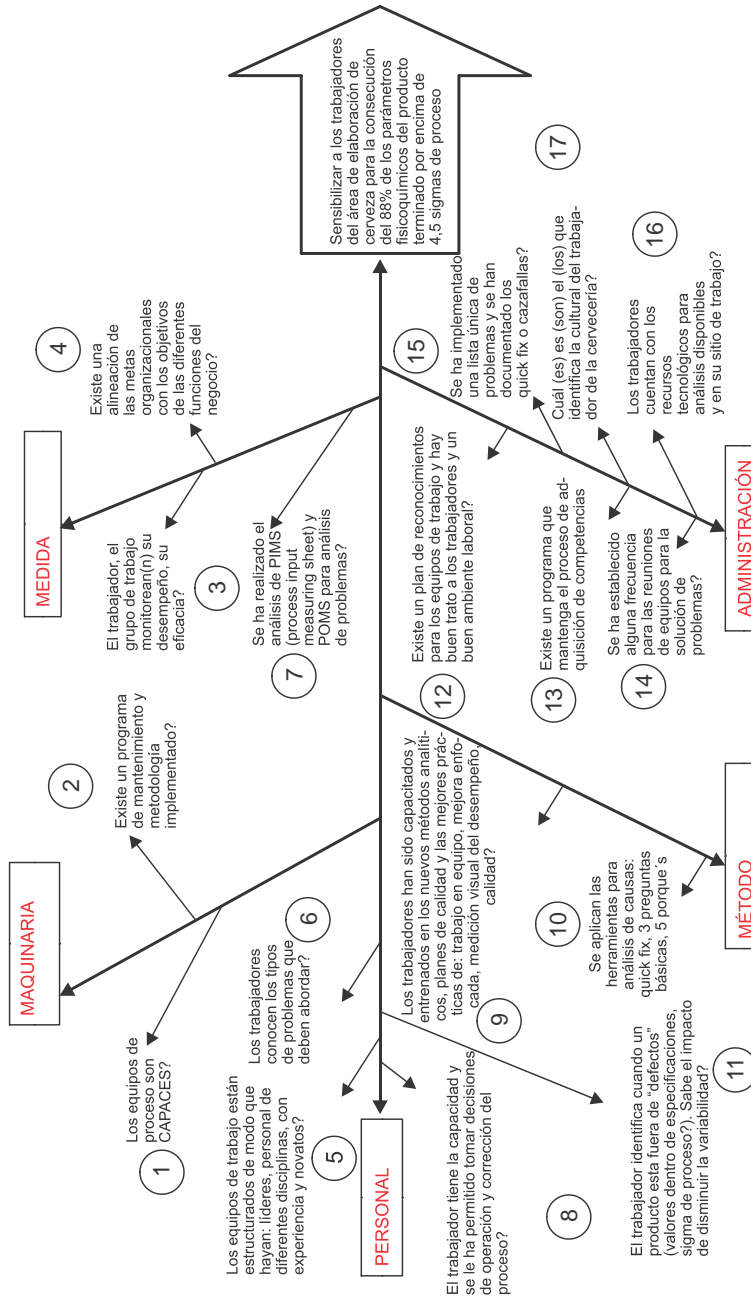 MAQUINARIA
1
Los equipos de
proceso son
CAPACES?
2
Existe un programa
de mantenimiento y
metodología
implementado?
MEDIDA
El trabajador, el
grupo de trabajo
monitorean(n) su
desempeño, su
eficacia?
3
4
Existe una
alineación de
las metas
organizacionales
con los objetivos
de las diferentes
funciones del
negocio?
Se ha realizado el
análisis de PIMS
(process input
measuring sheet) y
POMS para análisis
de problemas?
7
Los equipos de trabajo están
estructurados de modo que
hayan: líderes, personal de
diferentes disciplinas, con
experiencia y novatos?
5
Los trabajadores
conocen los tipos
de problemas que
deben abordar?
6
PERSONAL
El trabajador tiene la capacidad y
se le ha permitido tomar decisiones
de operación y corrección del
proceso?
8
Los trabajadores han sido capacitados y
entrenados en los nuevos métodos analíti-
cos, planes de calidad y las mejores prác-
ticas de: trabajo en equipo, mejora enfo-
cada, medición visual del desempeño,
calidad?
9
El trabajador identifica cuando un
producto esta fuera de “defectos”
(valores dentro de especificaciones,
sigma de proceso?). Sabe el impacto
de disminuir la variabilidad?
11
10
Se aplican las
herramientas para
análisis de causas:
quick fix, 3 preguntas
básicas, 5 porque´s
MÉTODO
12
Existe un plan de reconocimientos
para los equipos de trabajo y hay
buen trato a los trabajadores y un
buen ambiente laboral?
13
Existe un programa que
mantenga el proceso de ad-
quisición de competencias
14
Se ha establecido
alguna frecuencia
para las reuniones
de equipos para la
solución de
problemas?
15
Se ha implementado
una lista única de
problemas y se han
documentado los
quick fix o cazafallas?
17
Cuál (es) es (son) el (los) que
identifica la cultural del trabaja-
dor de la cervecería?
16
Los trabajadores
cuentan con los
recursos
tecnológicos para
análisis disponibles
y en su sitio de trabajo?
ADMINISTRACIÓN
Sensibilizar a los trabajadores
del área de elaboración de
cerveza para la consecución
del 88% de los parámetros
fisicoquímicos del producto
terminado por encima de
4,5 sigmas de proceso